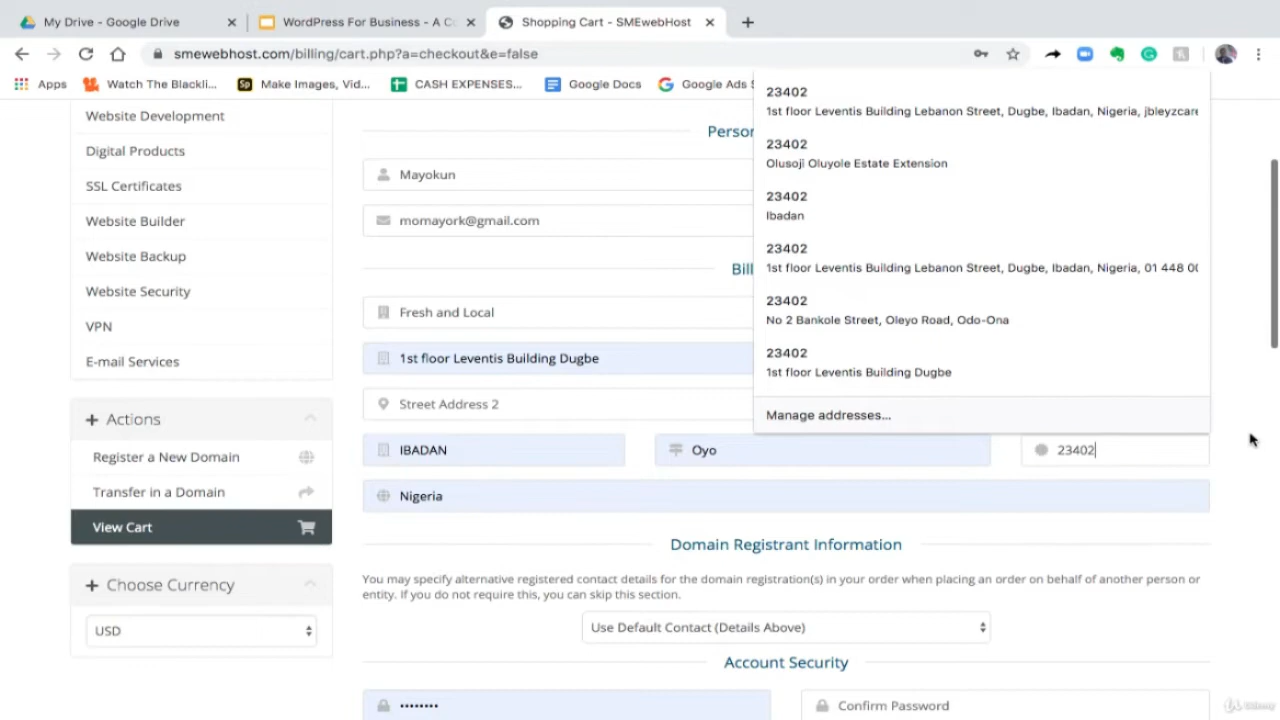 My Drive - Google Drive
WordPress For Business - A Co
Shopping Cart - SMEwebHost
smewebhost.com/billing/cart.php?a=checkout&e=false
Apps
Watch The Blackli...
Make Images, Vid...
CASH EXPENSES...
Google Docs
Google Ads
Website Development
Digital Products
SSL Certificates
Website Builder
Website Backup
Website Security
VPN
E-mail Services
Actions
Register a New Domain
Transfer in a Domain
View Cart
Choose Currency
USD
Person
Mayokun
momayork@gmail.com
Bill
Fresh and Local
1st floor Leventis Building Dugbe
Street Address 2
IBADAN
Oyo
23402
Nigeria
23402
1st floor Leventis Building Lebanon Street, Dugbe, Ibadan, Nigeria, jbleyzcare
23402
Olusoji Oluyole Estate Extension
23402
Ibadan
23402
1st floor Leventis Building Lebanon Street, Dugbe, Ibadan, Nigeria, 01 448 00
23402
No 2 Bankole Street, Oleyo Road, Odo-Ona
23402
1st floor Leventis Building Dugbe
Manage addresses...
Domain Registrant Information
You may specify alternative registered contact details for the domain registration(s) in your order when placing an order on behalf of another person or
entity. If you do not require this, you can skip this section.
Use Default Contact (Details Above)
Account Security
••••••••
Confirm Password
Udemy